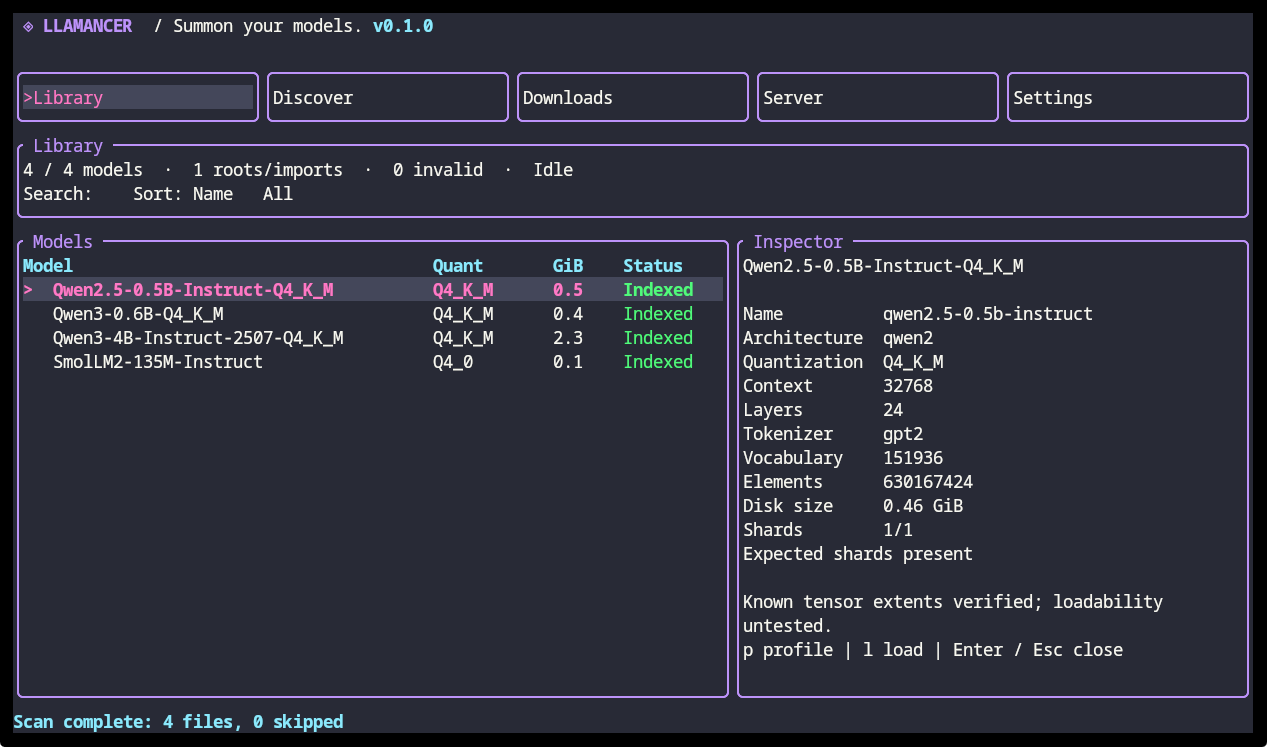 ◈ LLAMANCER / Summon your models. v0.1.0
>Library
Discover
Downloads
Server
Settings
Library
4 / 4 models · 1 roots/imports · 0 invalid · Idle
Search: Sort: Name All
Models
Model Quant GiB Status
> Qwen2.5-0.5B-Instruct-Q4_K_M Q4_K_M 0.5 Indexed
Qwen3-0.6B-Q4_K_M Q4_K_M 0.4 Indexed
Qwen3-4B-Instruct-2507-Q4_K_M Q4_K_M 2.3 Indexed
SmolLM2-135M-Instruct Q4_0 0.1 Indexed
Inspector
Qwen2.5-0.5B-Instruct-Q4_K_M
Name qwen2.5-0.5b-instruct
Architecture qwen2
Quantization Q4_K_M
Context 32768
Layers 24
Tokenizer gpt2
Vocabulary 151936
Elements 630167424
Disk size 0.46 GiB
Shards 1/1
Expected shards present
Known tensor extents verified; loadability
untested.
p profile | l load | Enter / Esc close
Scan complete: 4 files, 0 skipped